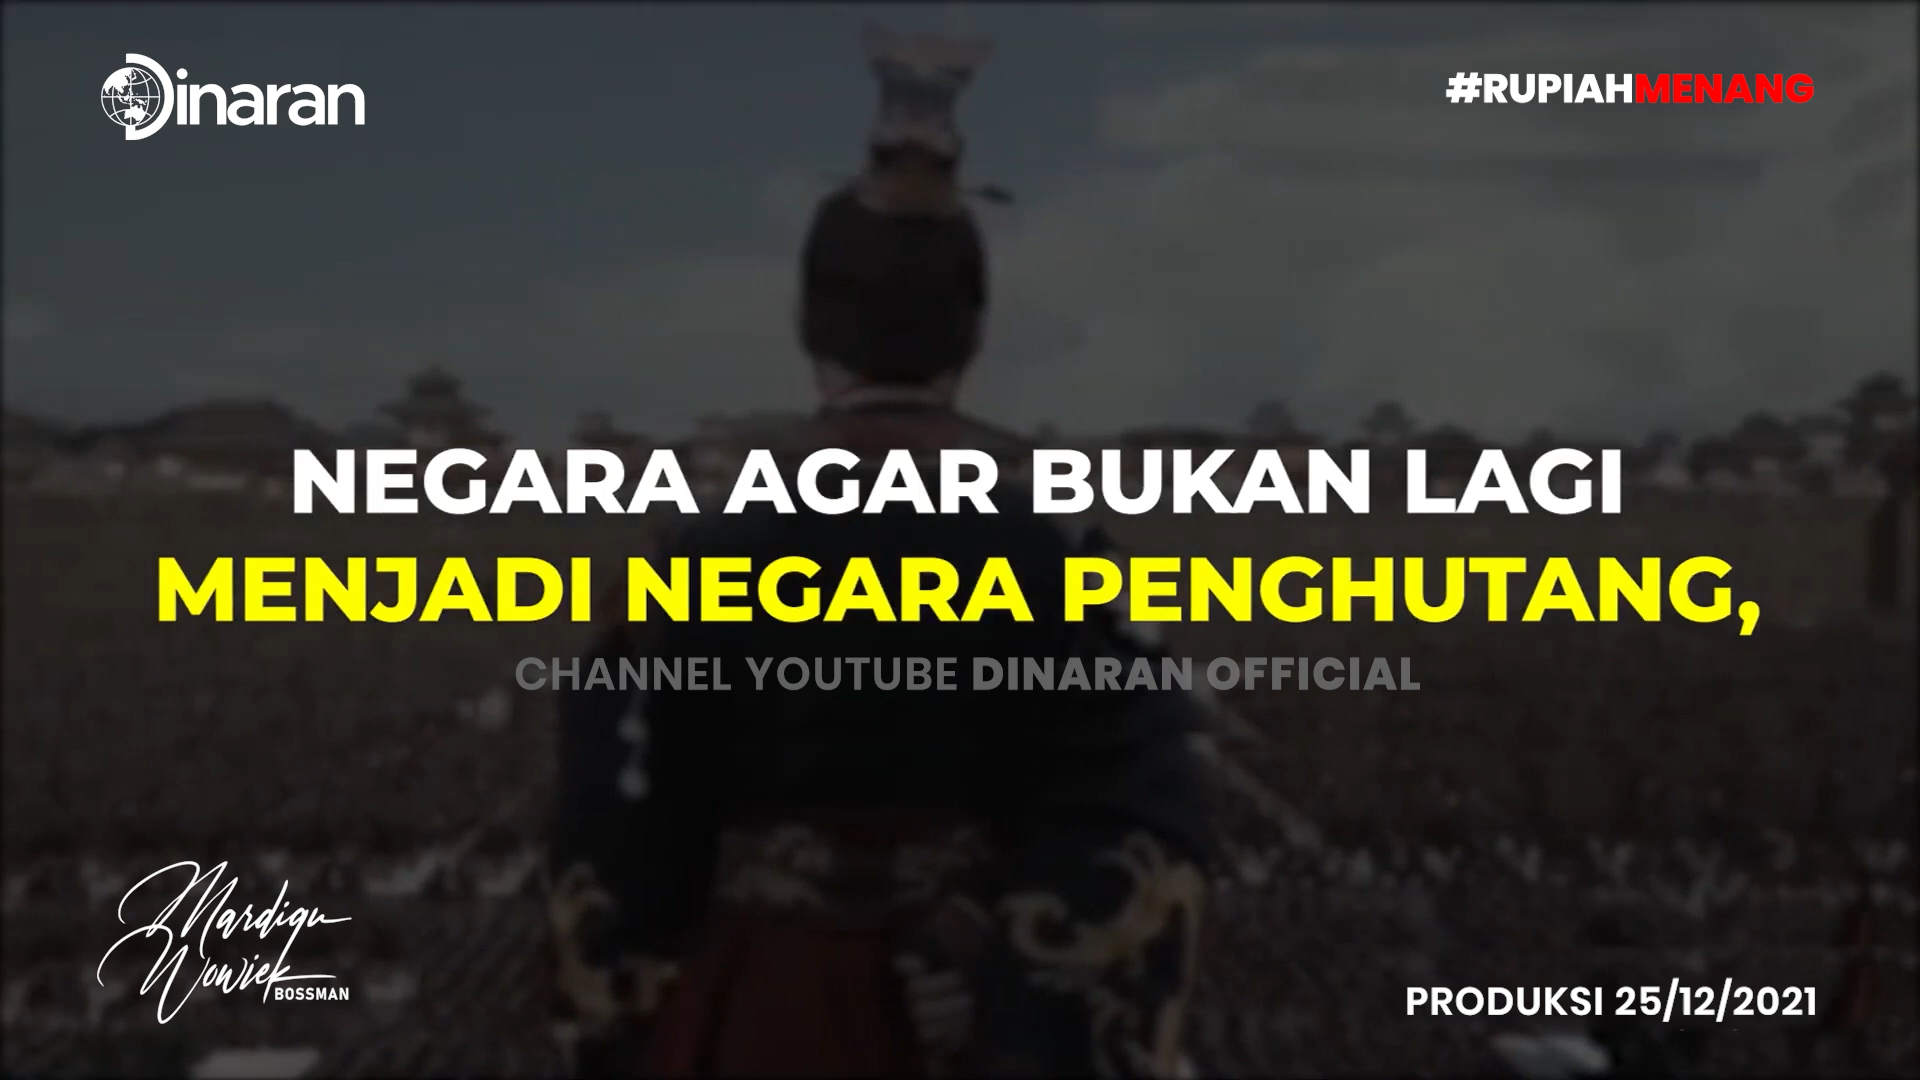 Dinaran
#RUPIAHMENANG
NEGARA AGAR BUKAN LAGI
MENJADI NEGARA PENGHUTANG,
CHANNEL YOUTUBE DINARAN OFFICIAL
Mardigu
Wowiek
BOSSMAN
PRODUKSI 25/12/2021